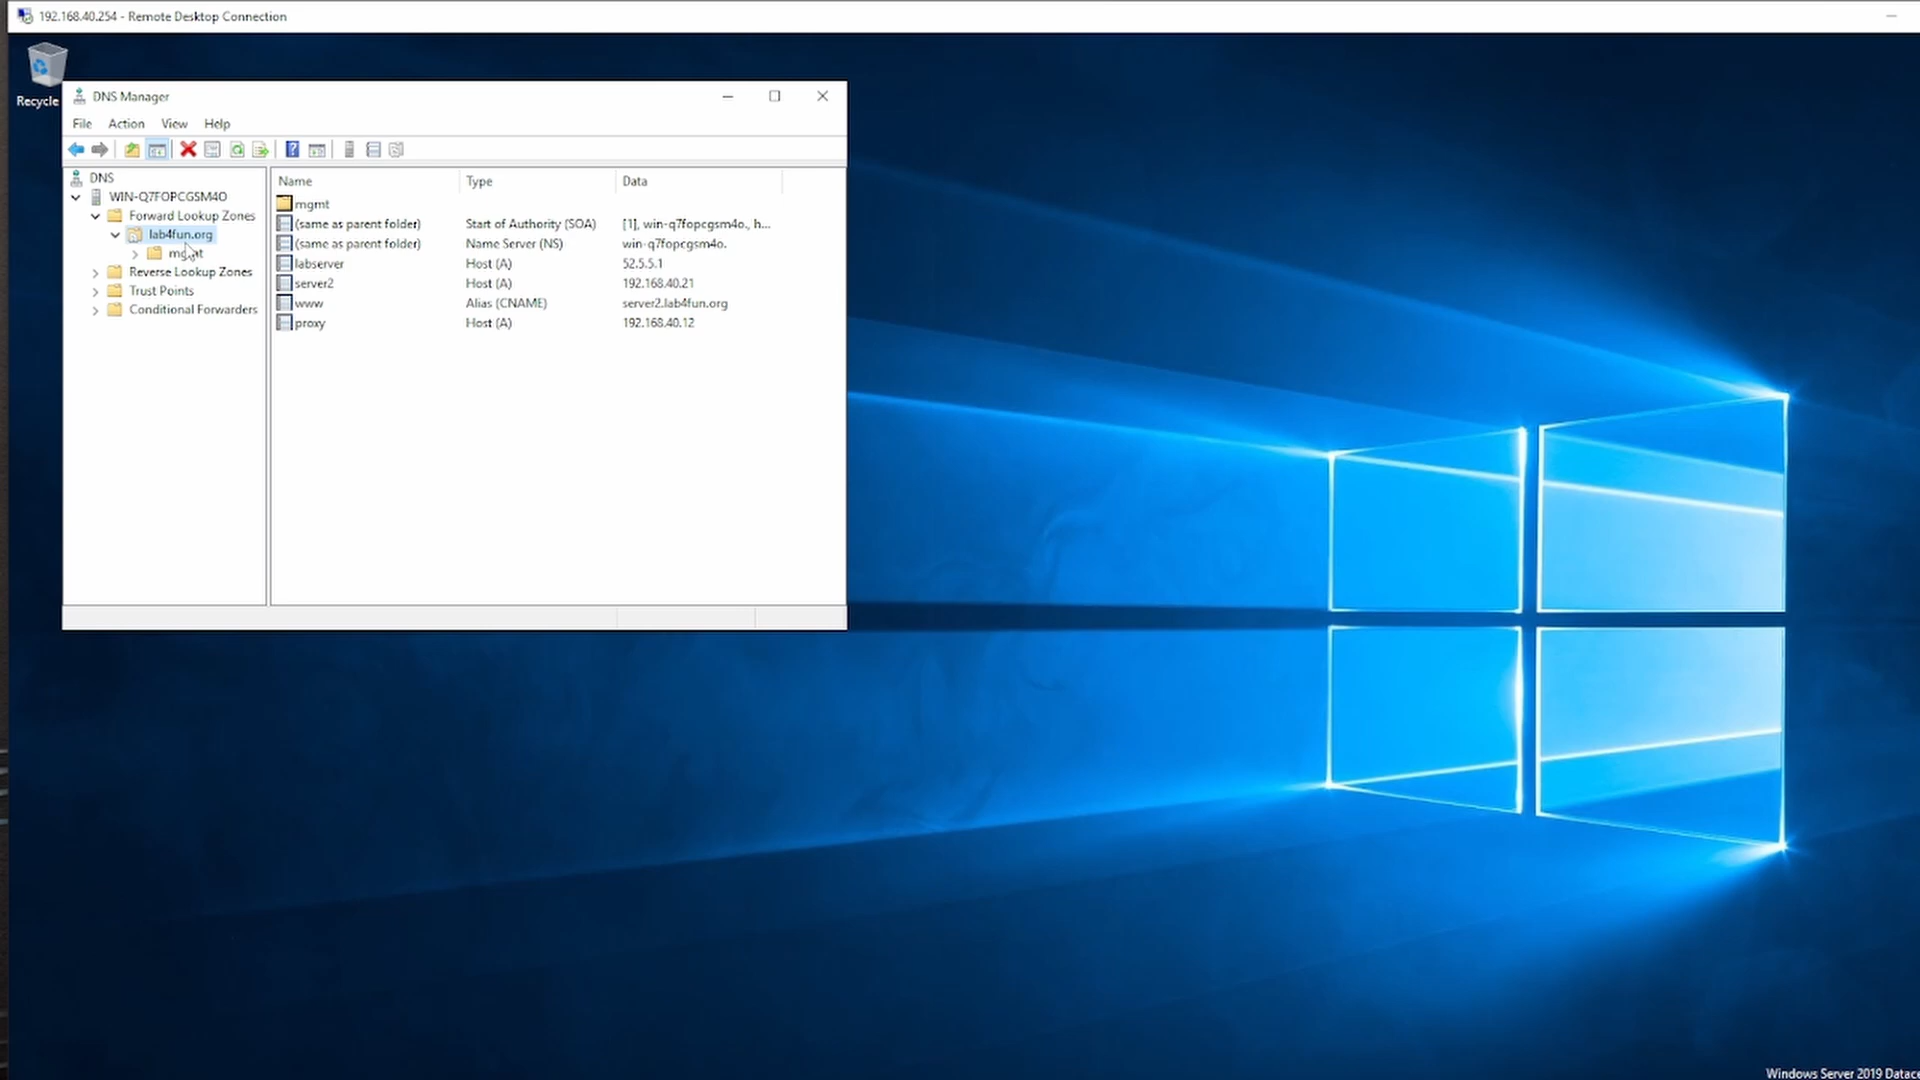 192.168.40.254 - Remote Desktop Connection
Recycle
DNS Manager
File Action View Help
DNS
WIN-Q7FOPCGSM4O
Forward Lookup Zones
lab4fun.org
Reverse Lookup Zones
Trust Points
Conditional Forwarders
Name Type Data
mgmt
(same as parent folder) Start of Authority (SOA) [1], win-q7fopcgsm4o., h...
(same as parent folder) Name Server (NS) win-q7fopcgsm4o.
labserver Host (A) 52.5.5.1
server2 Host (A) 192.168.40.21
www Alias (CNAME) server2.lab4fun.org
proxy Host (A) 192.168.40.12
Windows Server 2019 Datace